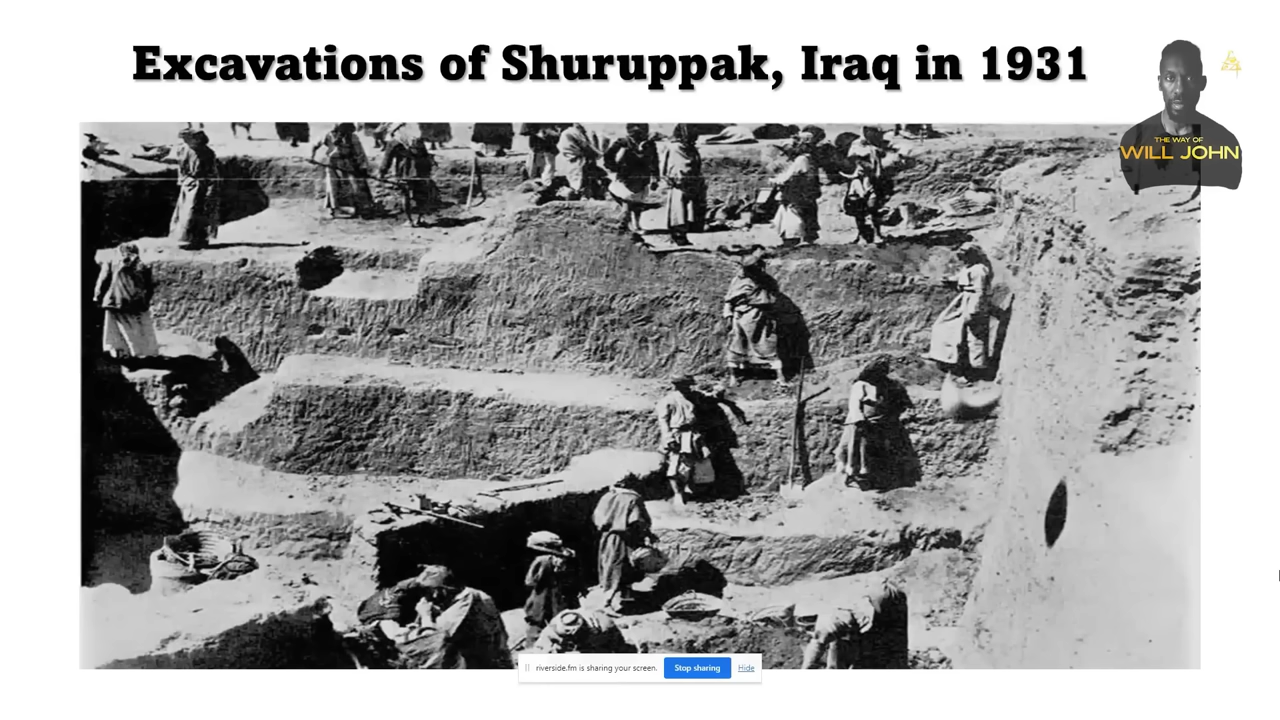 Excavations of Shuruppak, Iraq in 1931
THE WAY OF
WILL JOHN
riverside.fm is sharing your screen.
Stop sharing
Hide